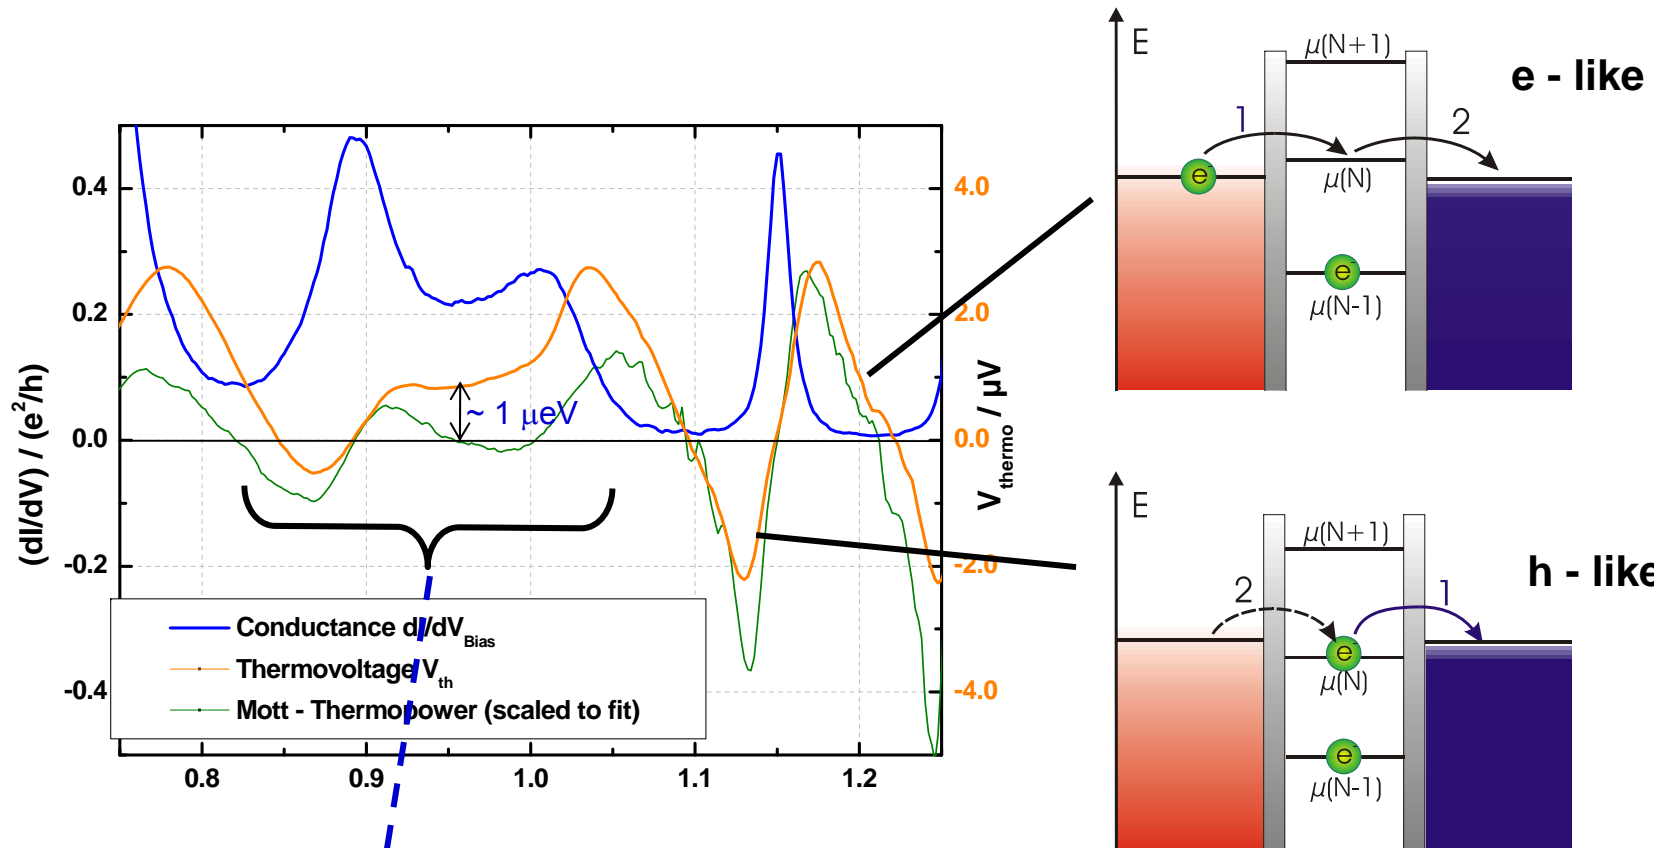 (dI/dV) / (e²/h)
0.4
0.2
0.0
-0.2
-0.4
0.8
0.9
1.0
1.1
1.2
4.0
2.0
0.0
-2.0
-4.0
V_thermo / µV
~ 1 µeV
Conductance dI/dV_Bias
Thermovoltage V_th
Mott - Thermopower (scaled to fit)
E
µ(N+1)
e - like
1
2
e⁻
µ(N)
e⁻
µ(N-1)
E
µ(N+1)
h - like
2
1
e⁻
µ(N)
e⁻
µ(N-1)